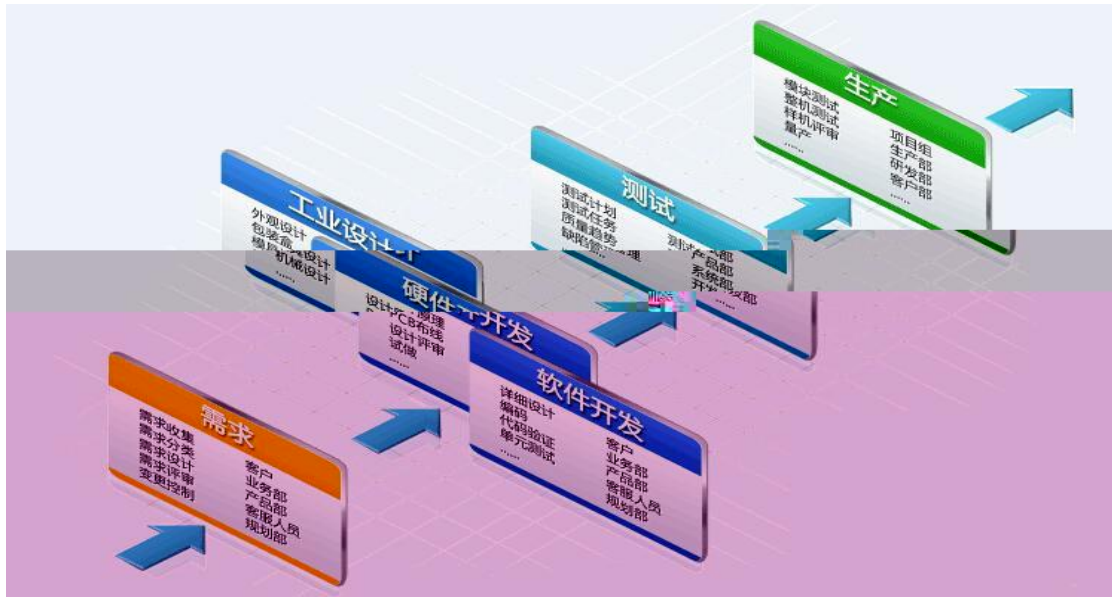 生产
模块测试
整机测试
样机评审
量产
......
项目组
生产部
研发部
客户部
......
测试
测试计划
测试任务
质量趋势
缺陷管理
......
产品部
系统部
工业设计
外观设计
包装盒
机械设计
......
硬件开发
PCB布线
设计评审
试做
......
软件开发
详细设计
编码
代码验证
单元测试
......
客户
业务部
产品部
客服人员
规划部
需求
需求收集
需求分类
需求设计
需求评审
变更控制
客户
业务部
产品部
客服人员
规划部